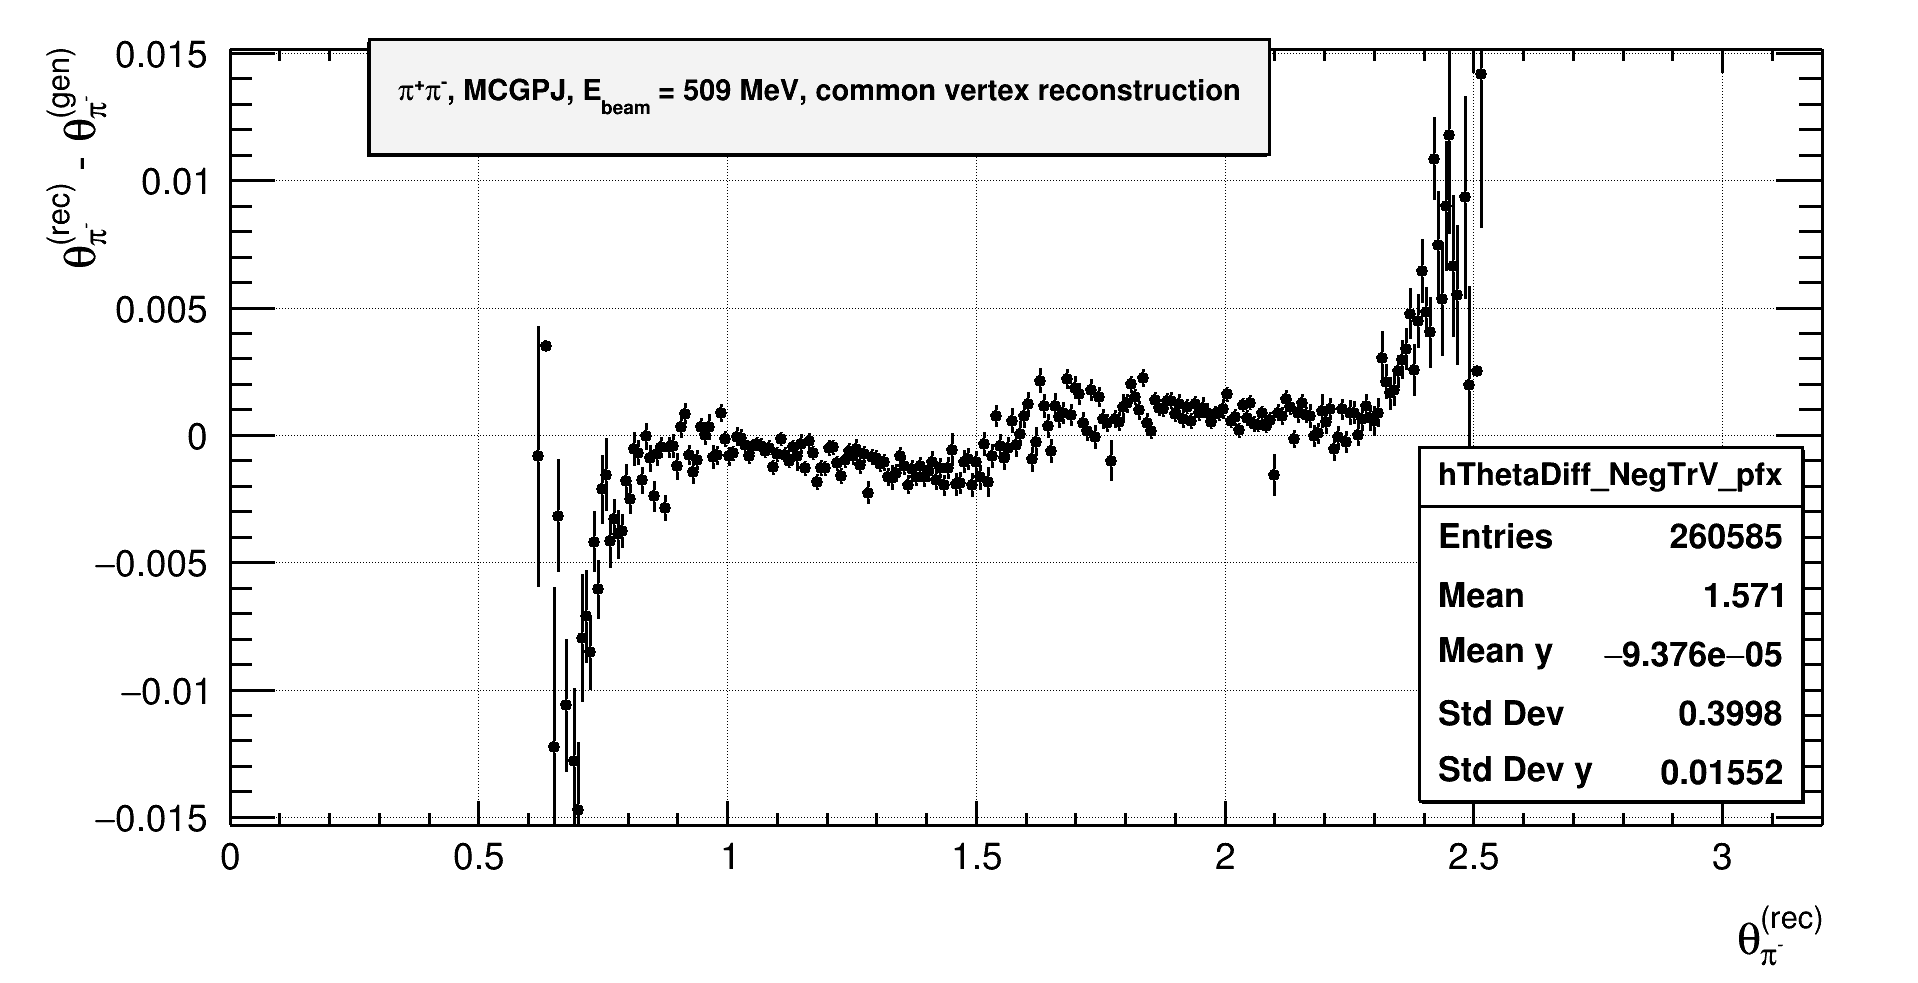 π⁺π⁻, MCGPJ, E_beam = 509 MeV, common vertex reconstruction
θ_π⁻^(rec) - θ_π⁻^(gen)
0.015
0.01
0.005
0
−0.005
−0.01
−0.015
hThetaDiff_NegTrV_pfx
Entries 260585
Mean 1.571
Mean y −9.376e−05
Std Dev 0.3998
Std Dev y 0.01552
0 0.5 1 1.5 2 2.5 3
θ_π⁻^(rec)